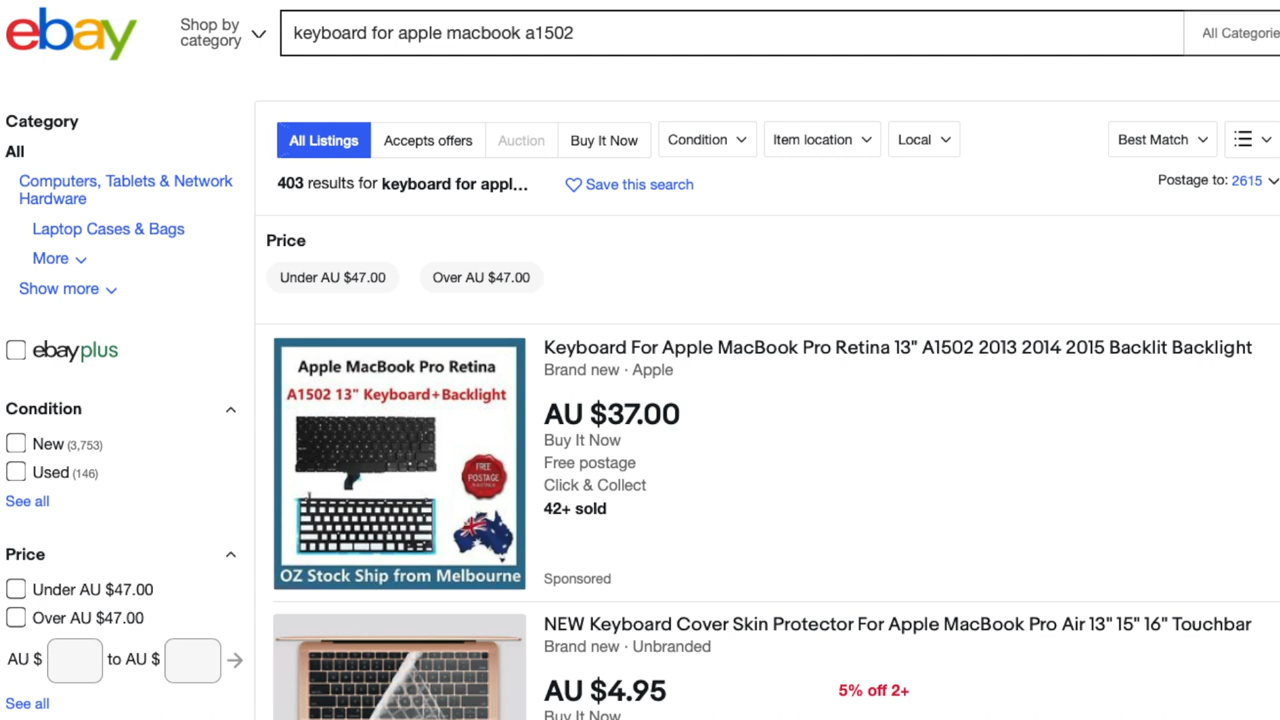 ebay
Shop by
category
keyboard for apple macbook a1502
All Categorie
Category
All
Computers, Tablets & Network
Hardware
Laptop Cases & Bags
More
Show more
ebayplus
Condition
New (3,753)
Used (146)
See all
Price
Under AU $47.00
Over AU $47.00
AU $ to AU $
See all
All Listings
Accepts offers
Auction
Buy It Now
Condition
Item location
Local
Best Match
403 results for keyboard for appl...
Save this search
Postage to: 2615
Price
Under AU $47.00
Over AU $47.00
Apple MacBook Pro Retina
A1502 13" Keyboard+Backlight
FREE
POSTAGE
OZ Stock Ship from Melbourne
Keyboard For Apple MacBook Pro Retina 13" A1502 2013 2014 2015 Backlit Backlight
Brand new · Apple
AU $37.00
Buy It Now
Free postage
Click & Collect
42+ sold
Sponsored
NEW Keyboard Cover Skin Protector For Apple MacBook Pro Air 13" 15" 16" Touchbar
Brand new · Unbranded
AU $4.95
5% off 2+
Buy It Now